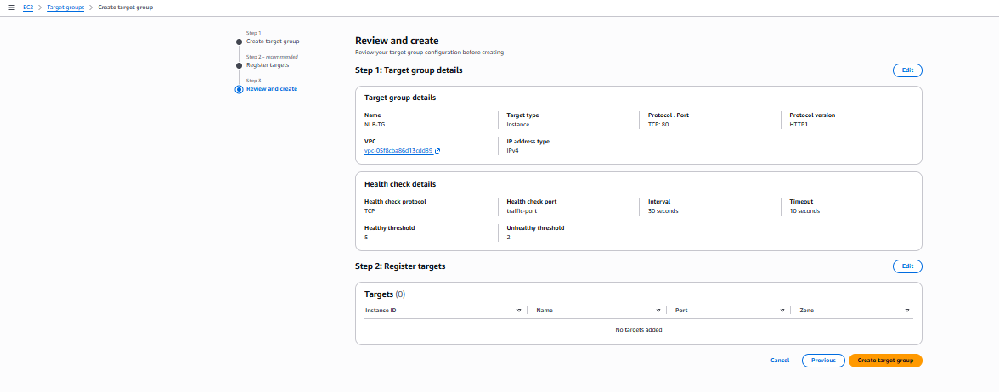 EC2 > Target groups > Create target group
Step 1
Create target group
Step 2 - recommended
Register targets
Step 3
Review and create
Review and create
Review your target group configuration before creating
Step 1: Target group details
Edit
Target group details
Name
NLB-TG
Target type
Instance
Protocol : Port
TCP: 80
Protocol version
HTTP1
VPC
vpc-05f8cba86d13cdd89
IP address type
IPv4
Health check details
Health check protocol
TCP
Health check port
traffic-port
Interval
30 seconds
Timeout
10 seconds
Healthy threshold
5
Unhealthy threshold
2
Step 2: Register targets
Edit
Targets (0)
Instance ID
Name
Port
Zone
No targets added
Cancel
Previous
Create target group